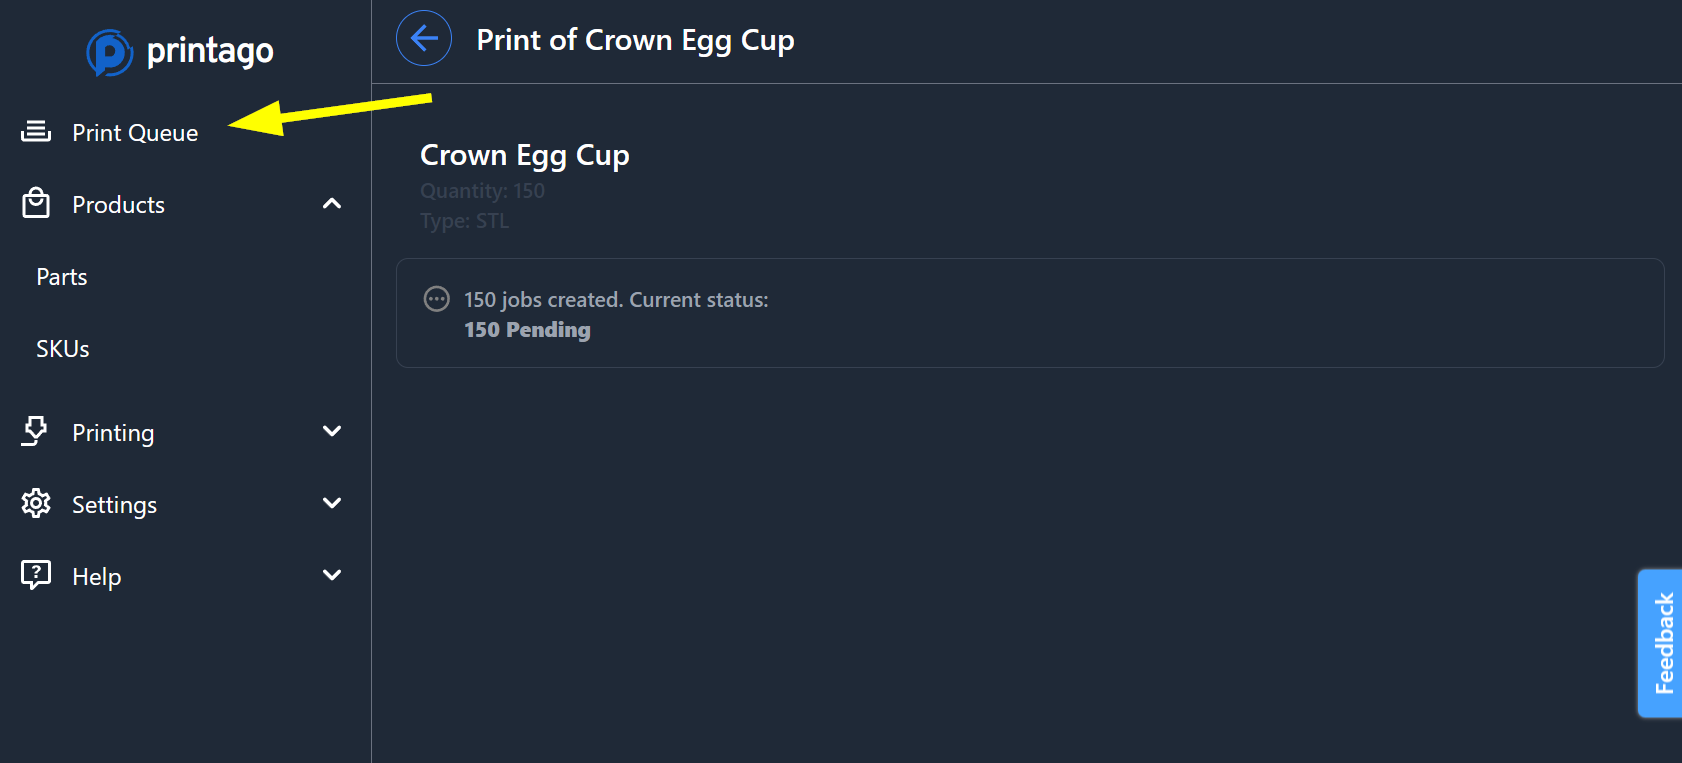 printago
Print Queue
Products
Parts
SKUs
Printing
Settings
Help
Print of Crown Egg Cup
Crown Egg Cup
Quantity: 150
Type: STL
150 jobs created. Current status:
150 Pending
Feedback